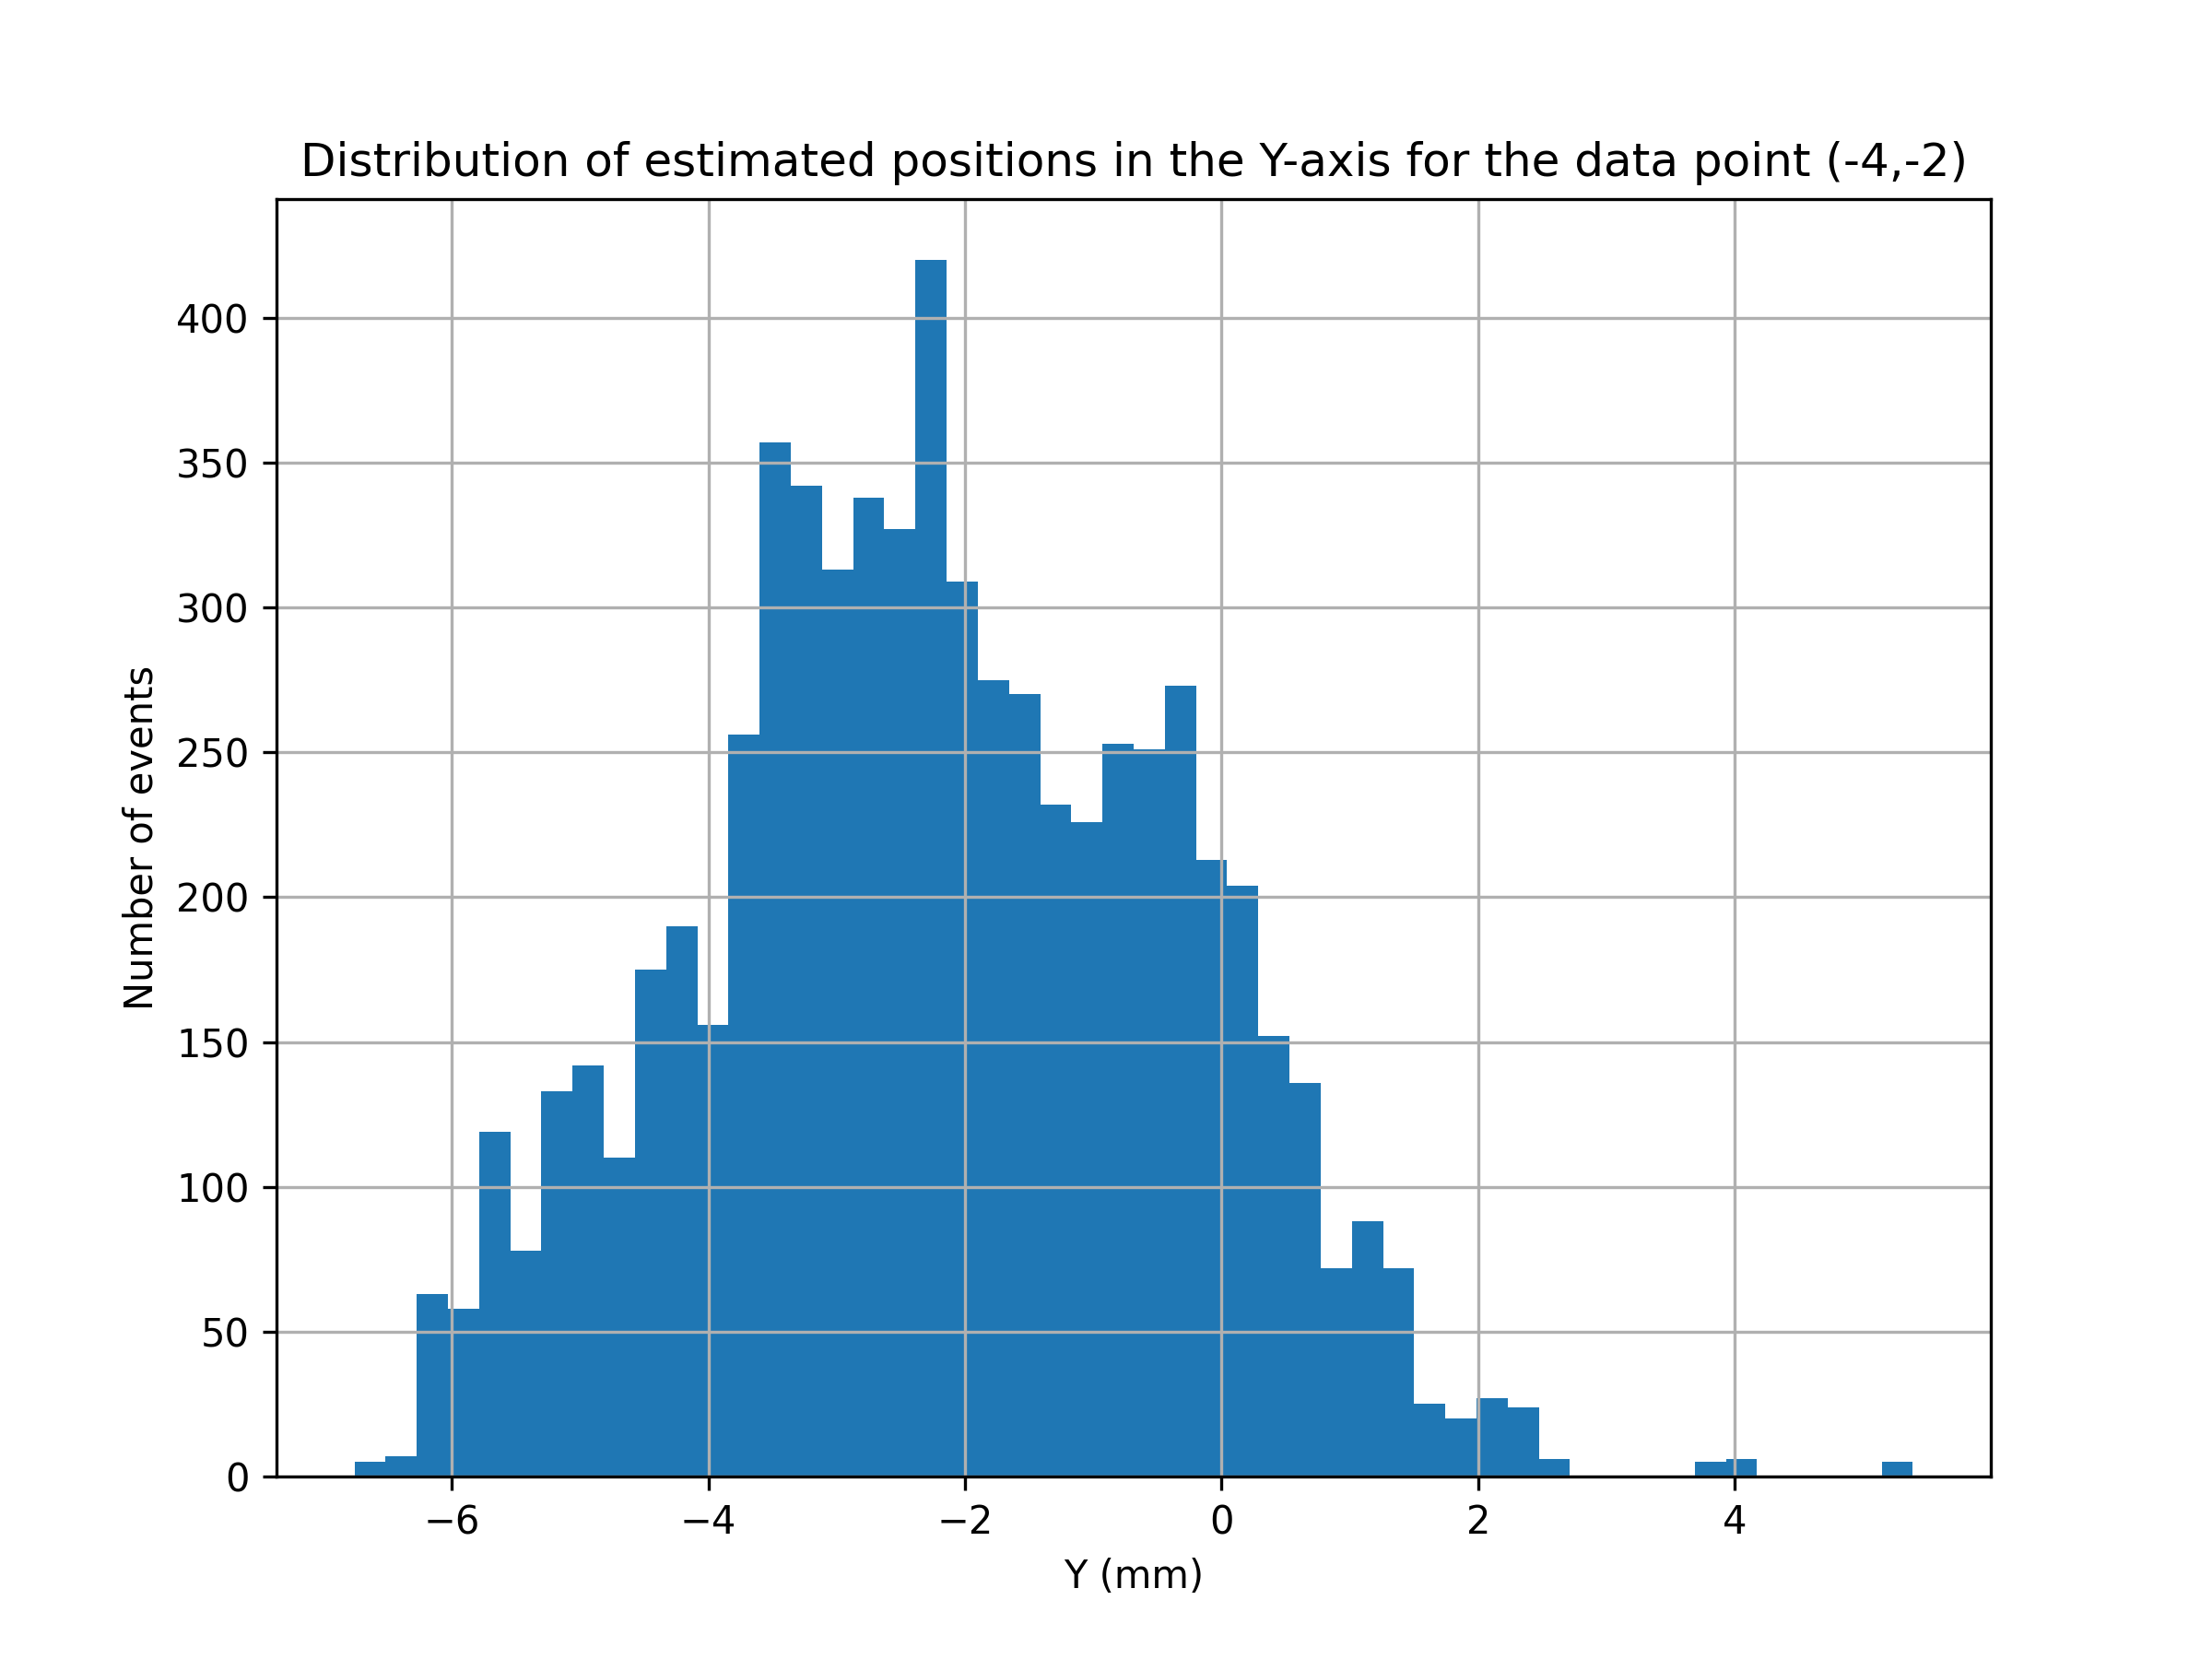 Distribution of estimated positions in the Y-axis for the data point (-4,-2)
400
350
300
250
200
150
100
50
0
Number of events
−6 −4 −2 0 2 4
Y (mm)